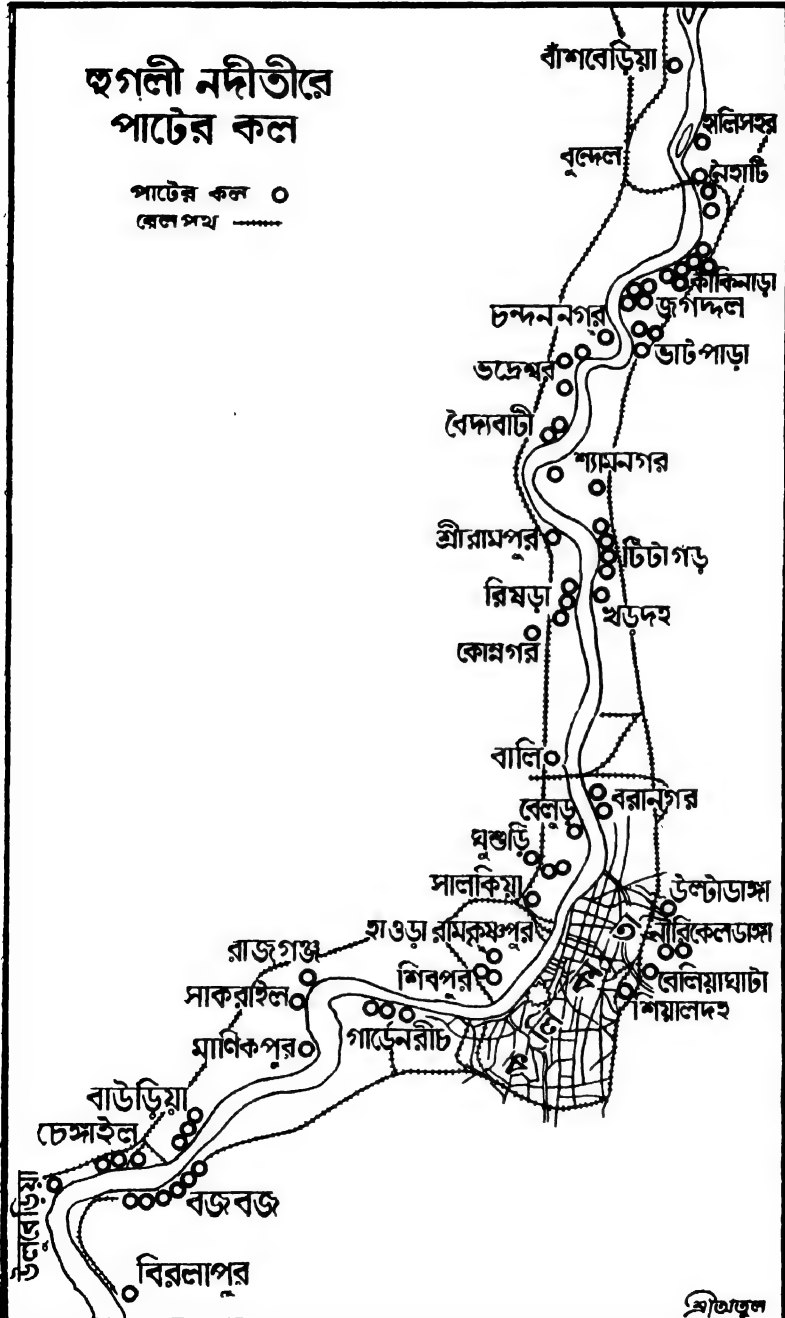 হুগলী নদীতীরে
পাটের কল
পাটের কল
রেলপথ
বাঁশবেড়িয়া
হালিসহর
বুন্দেল
নৈহাটি
কাঁকিনাড়া
জগদ্দল
চন্দননগর
ভাটপাড়া
ভদ্রেশ্বর
বৈদ্যবাটী
শ্যামনগর
শ্রীরামপুর
টিটাগড়
রিষড়া
খড়দহ
কোন্নগর
বালি
বরানগর
বেলুড়
ঘুশুড়ি
সালকিয়া
উল্টাডাঙ্গা
হাওড়া রামকৃষ্ণপুর
নারিকেলডাঙ্গা
রাজগঞ্জ
শিবপুর
বেলিয়াঘাটা
সাকরাইল
শিয়ালদহ
কলিকাতা
গার্ডেনরীচ
মাণিকপুর
বাউড়িয়া
চেঙ্গাইল
উলুবেড়িয়া
বজবজ
বিরলাপুর
শ্রীঅতুল